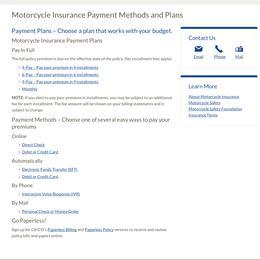 Motorcycle Insurance Payment Methods and Plans
Payment Plans – Choose a plan that works with your budget.
Motorcycle Insurance Payment Plans
Pay In Full
The full policy premium is due on the effective date of the policy. (No installment fees apply)
4-Pay - Pay your premium in 4 installments
6-Pay - Pay your premium in 6 installments
9-Pay - Pay your premium in 9 installments
Monthly
NOTE: If you elect to pay your premium in installments, you may be subject to an additional
fee for each installment. The fee amount will be shown on your billing statements and is
subject to change.
Payment Methods – Choose one of several easy ways to pay your
premiums
Online
Direct Check
Debit or Credit Card
Automatically
Electronic Funds Transfer (EFT)
Debit or Credit Card
By Phone
Interactive Voice Response (IVR)
By Mail
Personal Check or Money Order
Go Paperless!
Sign up for GEICO's Paperless Billing and Paperless Policy services to receive and review
policy bills and papers online.
Contact Us
Email
Phone
Mail
Learn More
About Motorcycle Insurance
Motorcycle Safety
Motorcycle Safety Foundation
Insurance Terms